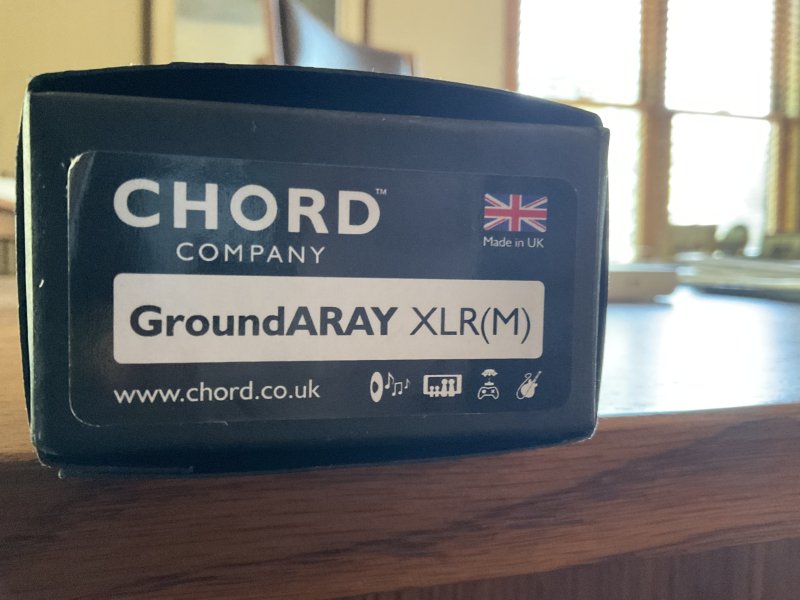 CHORD™
COMPANY
Made in UK
GroundARAY XLR(M)
www.chord.co.uk